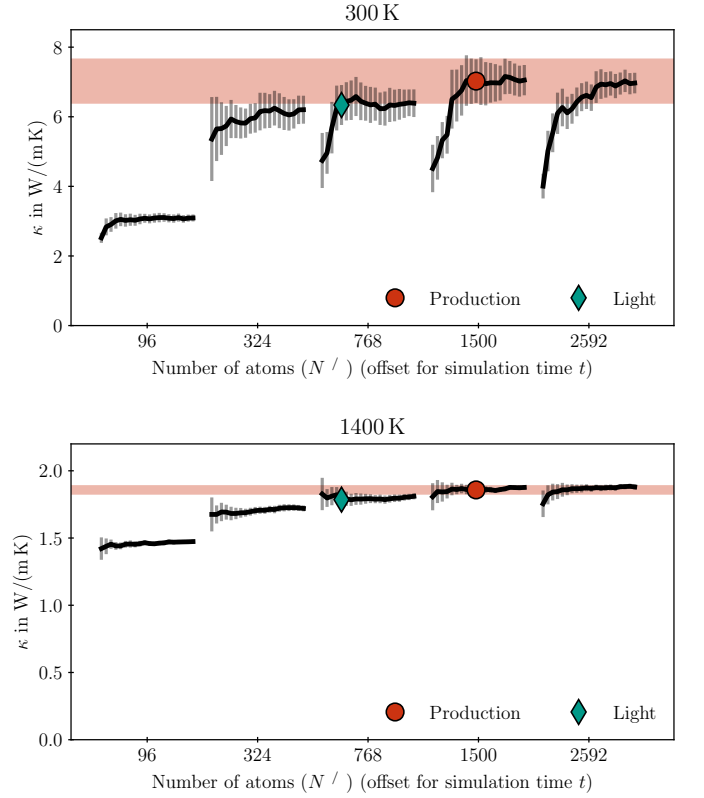 300 K
8
6
4
2
0
κ in W/(mK)
Production
Light
96 324 768 1500 2592
Number of atoms (N / ) (offset for simulation time t)
1400 K
2.0
1.5
1.0
0.5
0.0
κ in W/(mK)
Production
Light
96 324 768 1500 2592
Number of atoms (N / ) (offset for simulation time t)